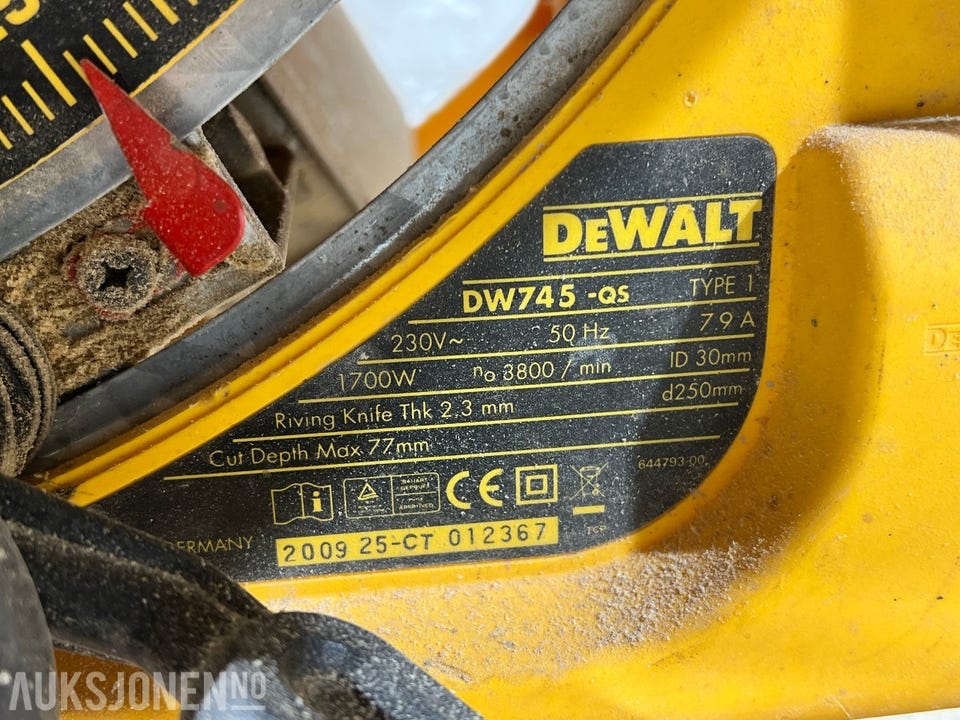 DEWALT
DW745 -QS TYPE 1
230V~ 50 Hz 7.9 A
1700W n₀ 3800 / min ID 30mm
Riving Knife Thk 2.3 mm d250mm
Cut Depth Max 77mm
644793-00
CE
GERMANY 2009 25-CT 012367
AUKSJONEN NO